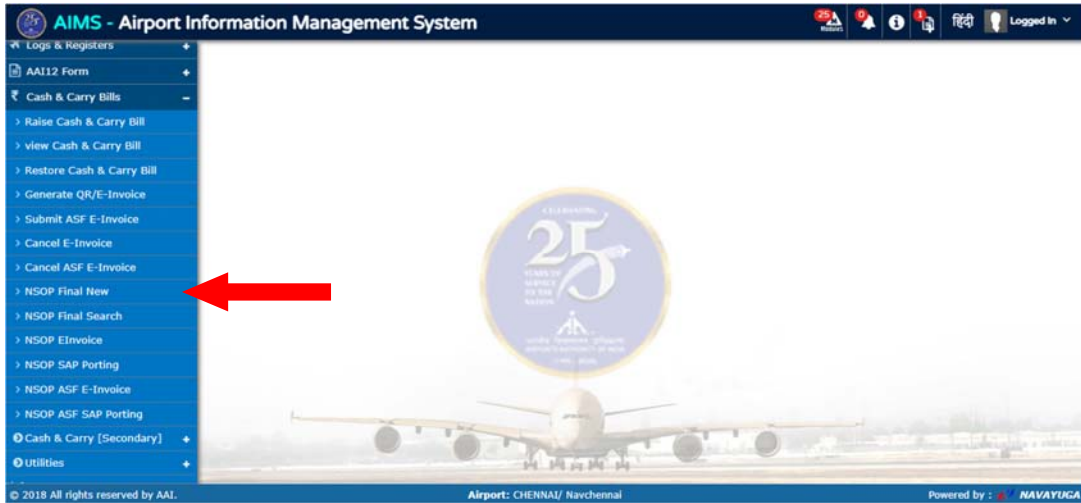 AIMS - Airport Information Management System
25
Modules
0
1
हिंदी
Logged In
Logs & Registers
AAI12 Form
₹ Cash & Carry Bills
> Raise Cash & Carry Bill
> view Cash & Carry Bill
> Restore Cash & Carry Bill
> Generate QR/E-Invoice
> Submit ASF E-Invoice
> Cancel E-Invoice
> Cancel ASF E-Invoice
> NSOP Final New
> NSOP Final Search
> NSOP EInvoice
> NSOP SAP Porting
> NSOP ASF E-Invoice
> NSOP ASF SAP Porting
Cash & Carry [Secondary]
Utilities
CELEBRATING
25
YEARS OF
SERVICE
TO THE
NATION
© 2018 All rights reserved by AAI.
Airport: CHENNAI/ Navchennai
Powered by : NAVAYUGA